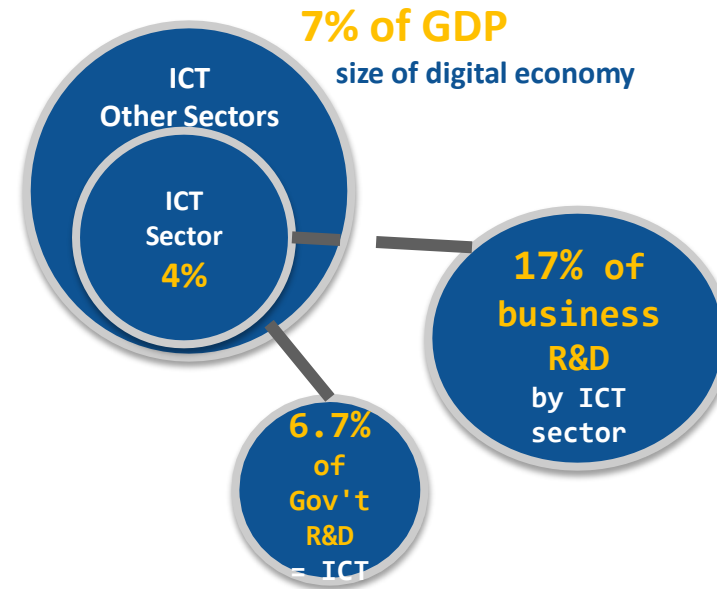 7% of GDP
size of digital economy
ICT
Other Sectors
ICT
Sector
4%
17% of
business
R&D
by ICT
sector
6.7%
of
Gov't
R&D
= ICT